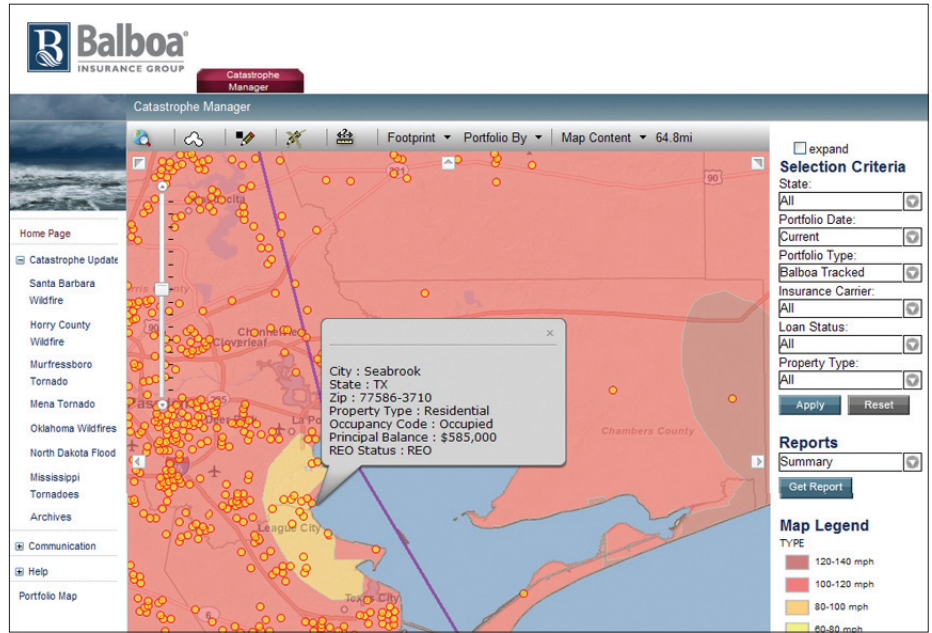 Balboa
INSURANCE GROUP
Catastrophe
Manager
Catastrophe Manager
Footprint
Portfolio By
Map Content
64.8mi
Home Page
Catastrophe Update
Santa Barbara
Wildfire
Horry County
Wildfire
Murfressboro
Tornado
Mena Tornado
Oklahoma Wildfires
North Dakota Flood
Mississippi
Tornadoes
Archives
Communication
Help
Portfolio Map
90
90
Cloverleaf
Chambers County
League City
Texas City
6
×
City : Seabrook
State : TX
Zip : 77586-3710
Property Type : Residential
Occupancy Code : Occupied
Principal Balance : $585,000
REO Status : REO
expand
Selection Criteria
State:
All
Portfolio Date:
Current
Portfolio Type:
Balboa Tracked
Insurance Carrier:
All
Loan Status:
All
Property Type:
All
Apply
Reset
Reports
Summary
Get Report
Map Legend
TYPE
120-140 mph
100-120 mph
80-100 mph
60-80 mph